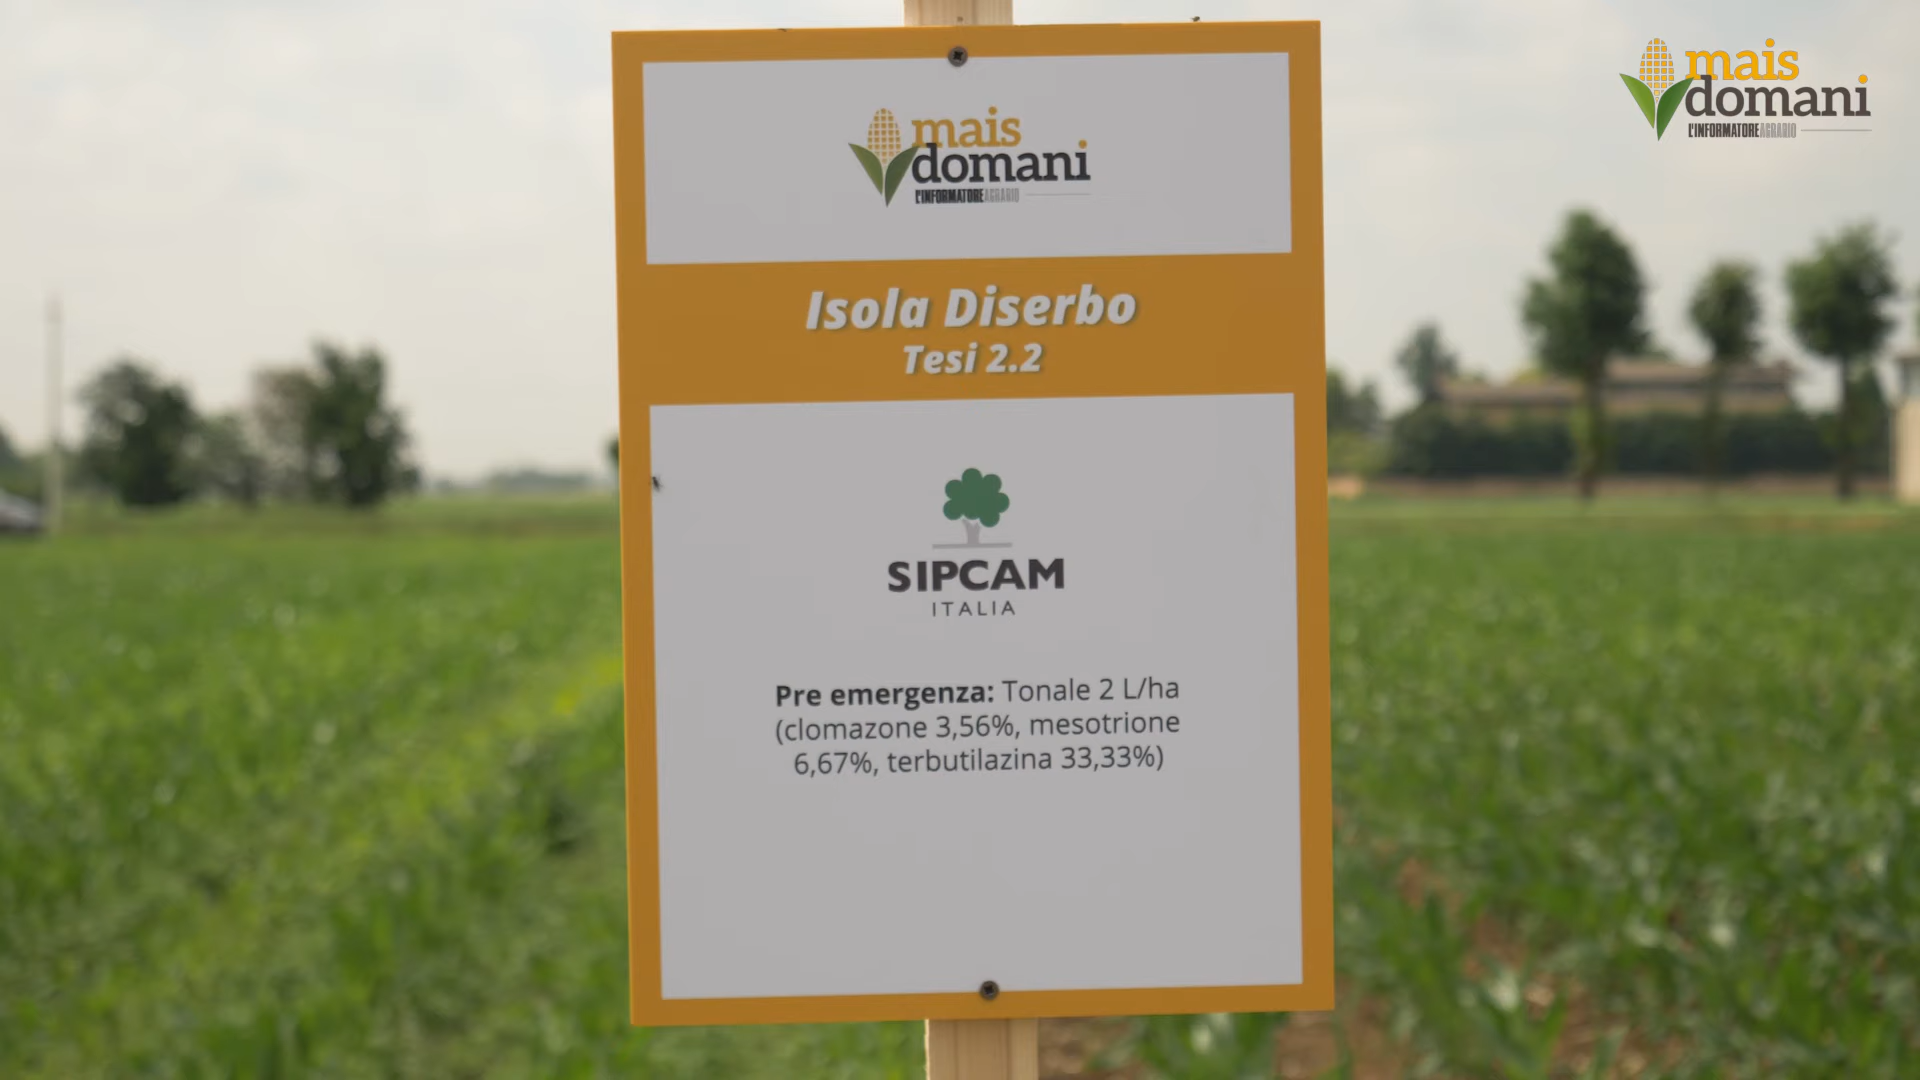 mais
domani
L'INFORMATORE AGRARIO
Isola Diserbo
Tesi 2.2
SIPCAM
ITALIA
Pre emergenza: Tonale 2 L/ha
(clomazone 3,56%, mesotrione
6,67%, terbutilazina 33,33%)
mais
domani
L'INFORMATORE AGRARIO